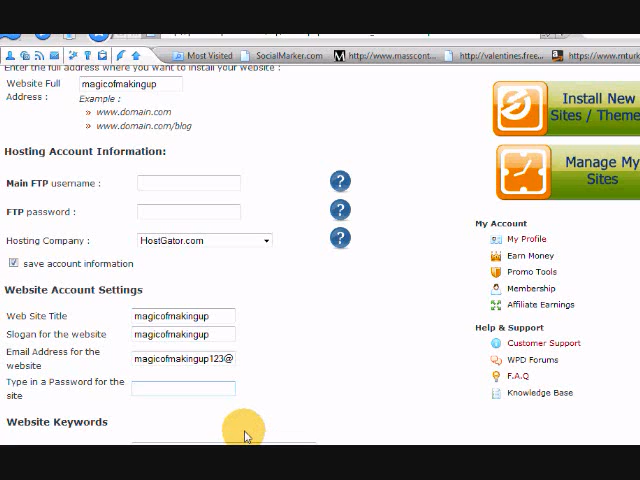 Most Visited SocialMarker.com http://www.masscont... http://valentines.free... https://www.mturk
Enter the full address where you want to install your website :
Website Full Address : magicofmakingup
Example :
» www.domain.com
» www.domain.com/blog
Hosting Account Information:
Main FTP username :
FTP password :
Hosting Company : HostGator.com
save account information
Website Account Settings
Web Site Title magicofmakingup
Slogan for the website magicofmakingup
Email Address for the website magicofmakingup123@
Type in a Password for the site
Website Keywords
Install New
Sites / Theme
Manage My
Sites
My Account
My Profile
Earn Money
Promo Tools
Membership
Affiliate Earnings
Help & Support
Customer Support
WPD Forums
F.A.Q
Knowledge Base